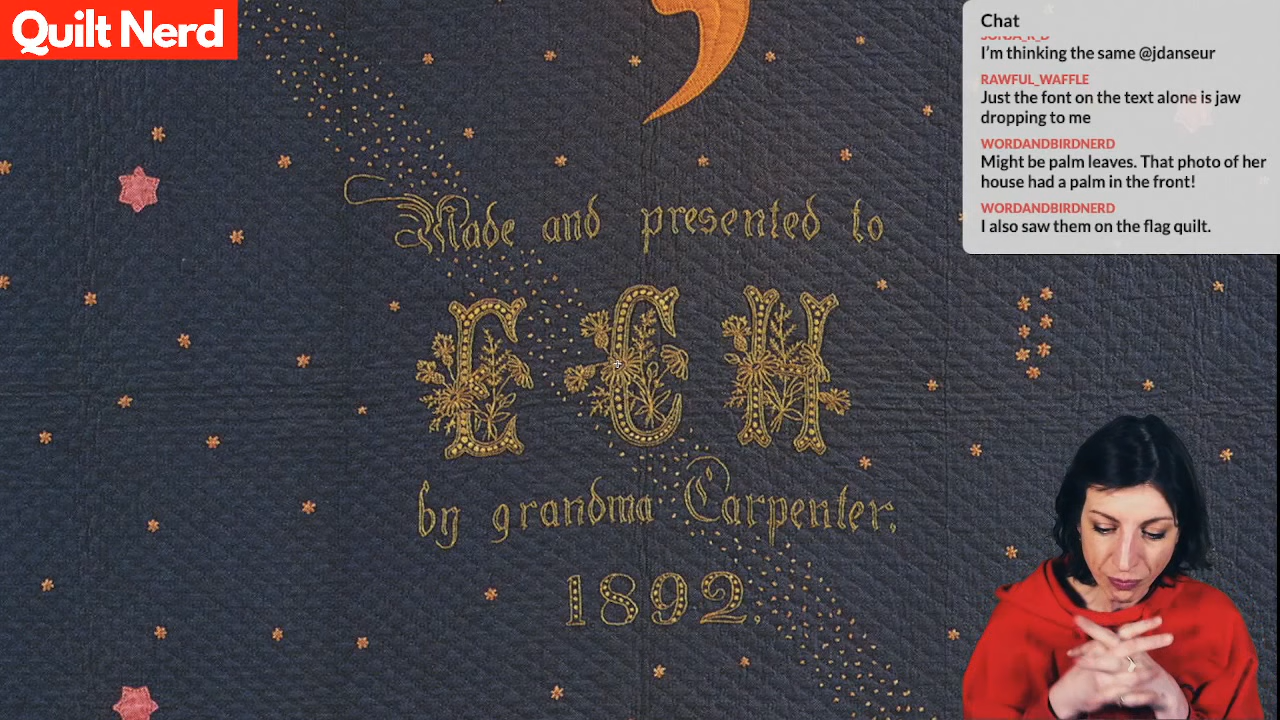 Quilt Nerd
Made and presented to
E C H
by grandma Carpenter.
1892.
Chat
SONJA_R_D
I'm thinking the same @jdanseur
RAWFUL_WAFFLE
Just the font on the text alone is jaw
dropping to me
WORDANDBIRDNERD
Might be palm leaves. That photo of her
house had a palm in the front!
WORDANDBIRDNERD
I also saw them on the flag quilt.